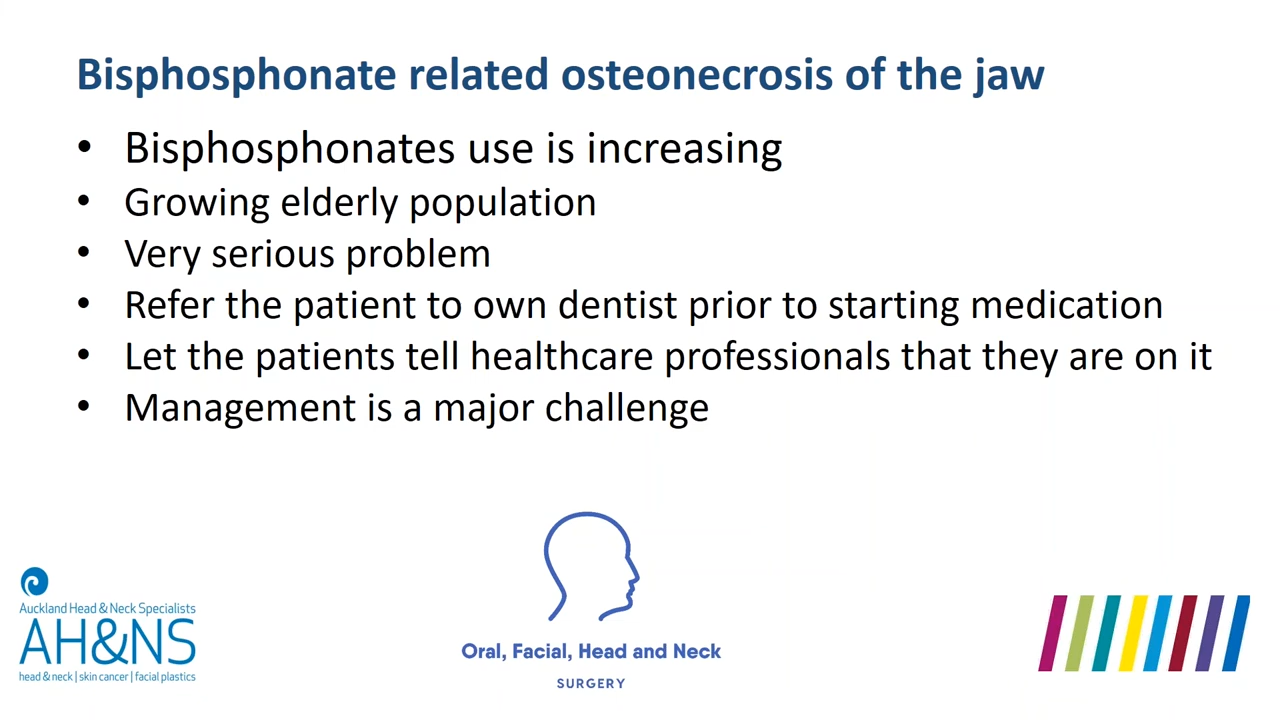 Bisphosphonate related osteonecrosis of the jaw
• Bisphosphonates use is increasing
• Growing elderly population
• Very serious problem
• Refer the patient to own dentist prior to starting medication
• Let the patients tell healthcare professionals that they are on it
• Management is a major challenge
Auckland Head & Neck Specialists
AH&NS
head & neck | skin cancer | facial plastics
Oral, Facial, Head and Neck
SURGERY